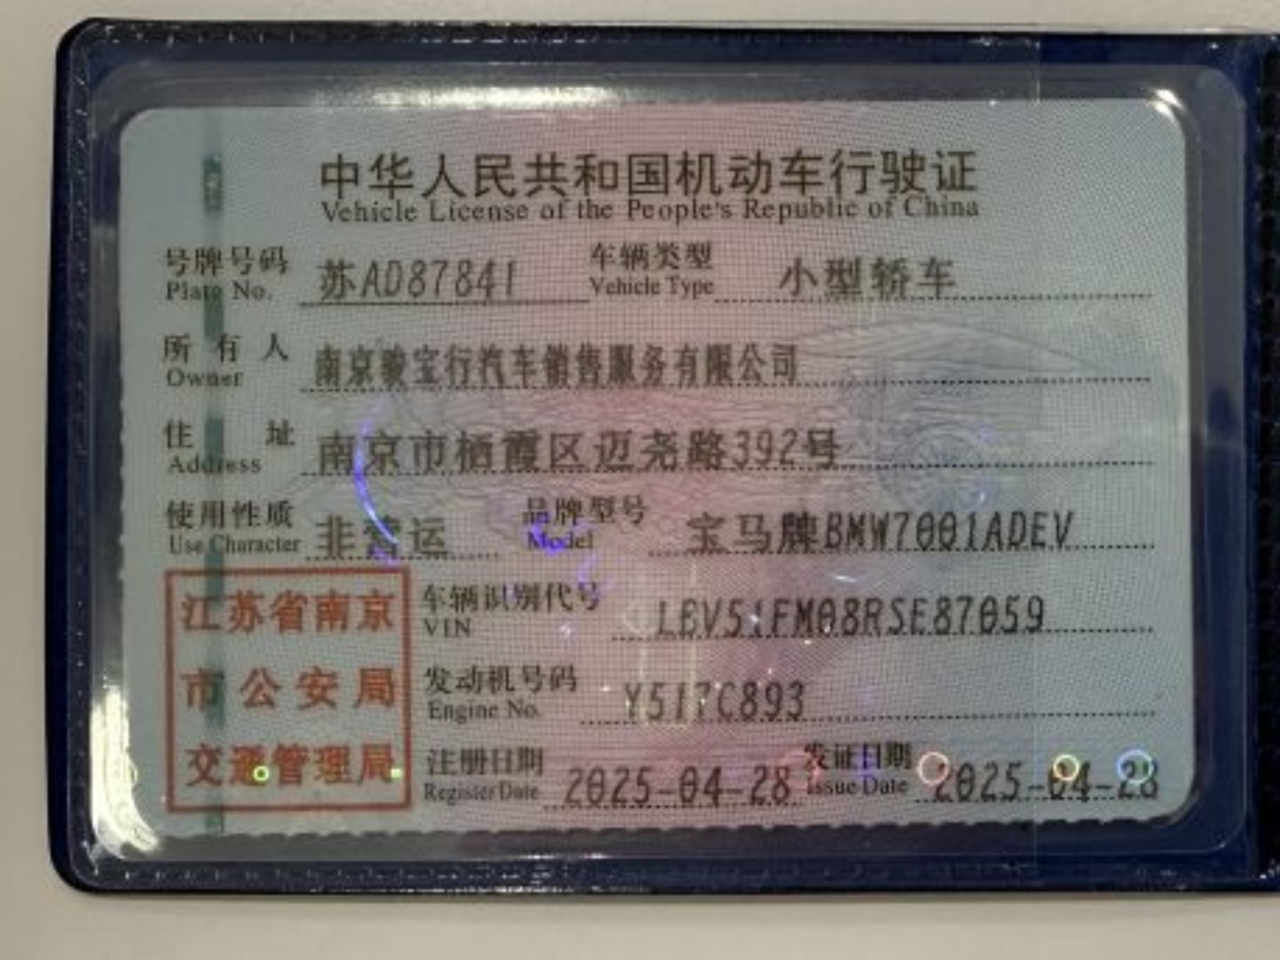 中华人民共和国机动车行驶证
Vehicle License of the People's Republic of China
号牌号码 苏AD87841 车辆类型 小型轿车
Plate No. Vehicle Type
所有人 南京骏宝行汽车销售服务有限公司
Owner
住址 南京市栖霞区迈尧路392号
Address
使用性质 非营运 品牌型号 宝马牌BMW7001ADEV
Use Character Model
江苏省南京
市公安局
交通管理局
车辆识别代号 LBV51FM08RSE87059
VIN
发动机号码 Y517C893
Engine No.
注册日期 2025-04-28 发证日期 2025-04-28
Register Date Issue Date